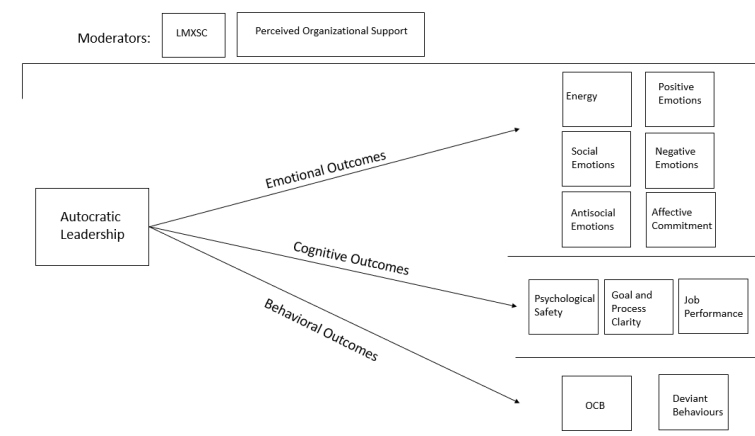 Moderators:
LMXSC
Perceived Organizational Support
Energy
Positive
Emotions
Social
Emotions
Negative
Emotions
Antisocial
Emotions
Affective
Commitment
Emotional Outcomes
Autocratic
Leadership
Cognitive Outcomes
Psychological
Safety
Goal and
Process
Clarity
Job
Performance
Behavioral Outcomes
OCB
Deviant
Behaviours